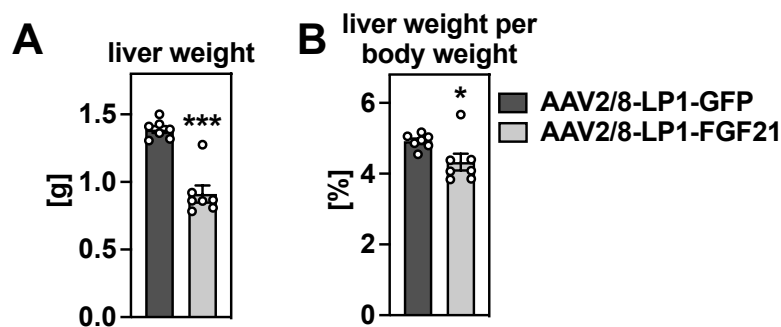 A
liver weight
[g]
1.5
1.0
0.5
0.0
***
B
liver weight per
body weight
[%]
6
4
2
0
*
AAV2/8-LP1-GFP
AAV2/8-LP1-FGF21